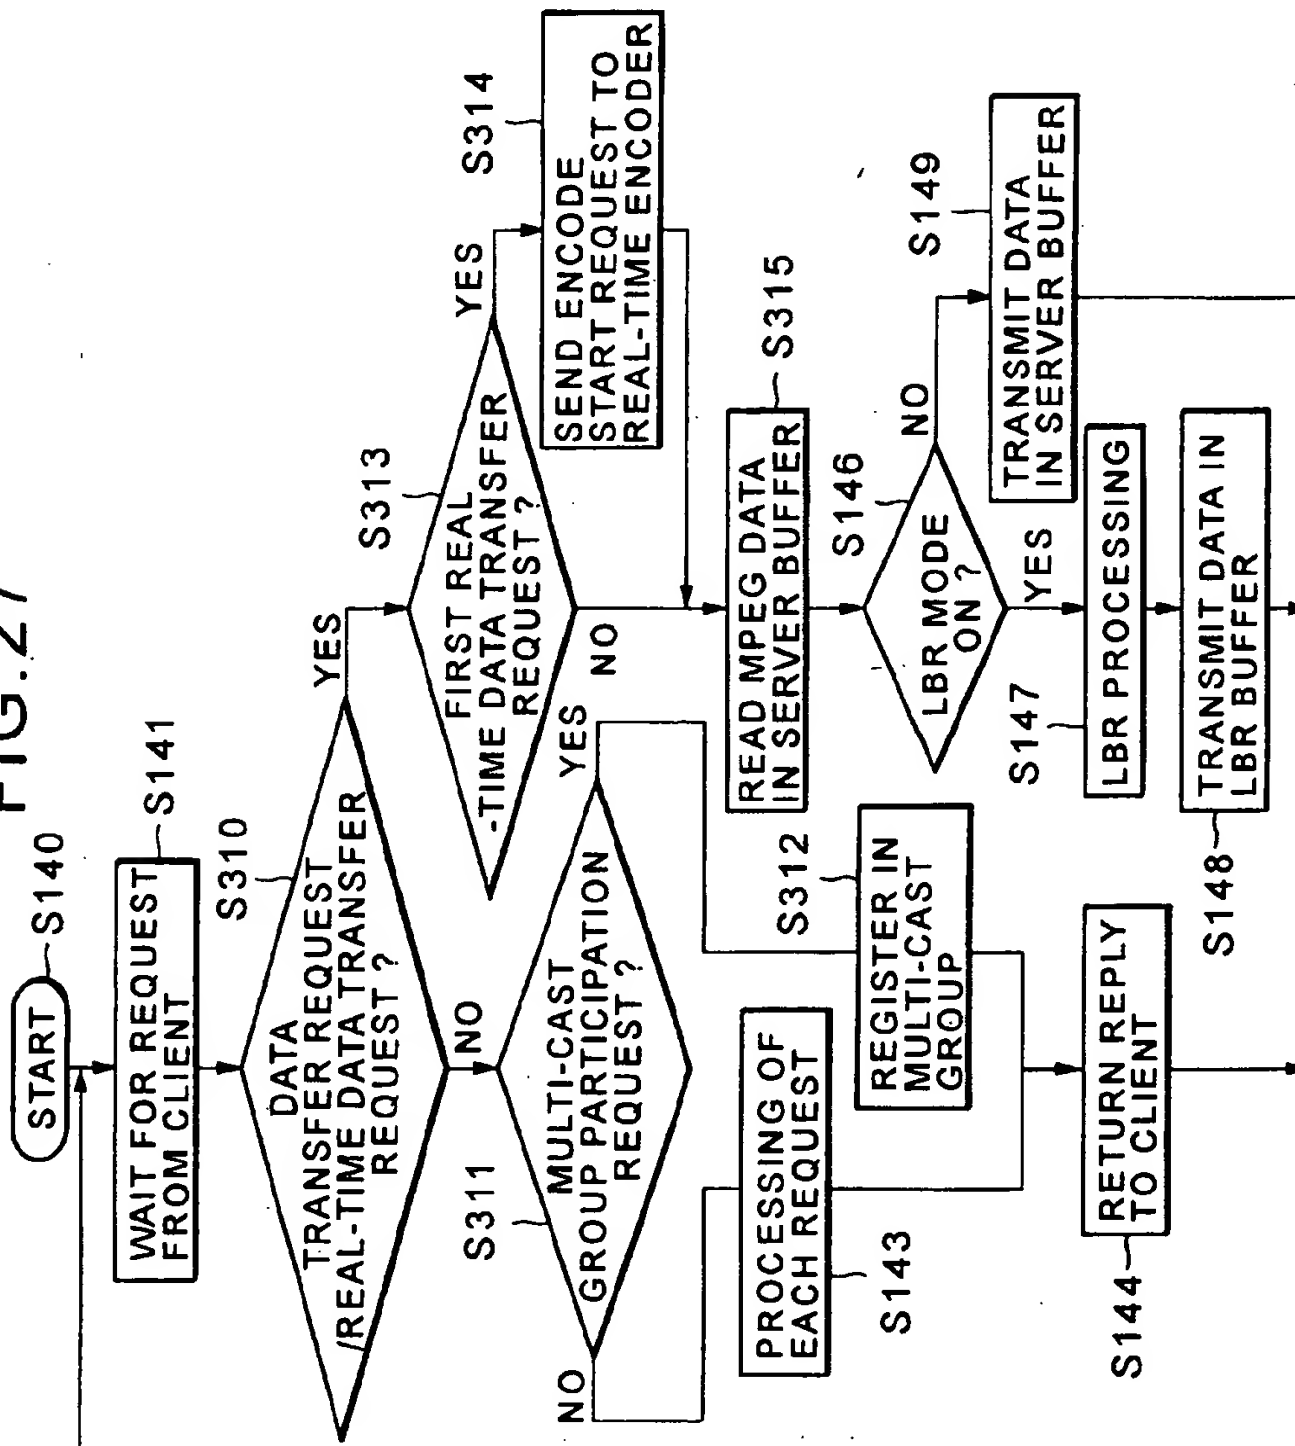 FIG.27
START
S140
WAIT FOR REQUEST
FROM CLIENT
S141
S310
DATA
TRANSFER REQUEST
/REAL-TIME DATA TRANSFER
REQUEST ?
YES
NO
S313
FIRST REAL
-TIME DATA TRANSFER
REQUEST ?
YES
NO
S314
SEND ENCODE
START REQUEST TO
REAL-TIME ENCODER
S311
MULTI-CAST
GROUP PARTICIPATION
REQUEST ?
YES
NO
READ MPEG DATA
IN SERVER BUFFER
S315
PROCESSING OF
EACH REQUEST
S143
S312
REGISTER IN
MULTI-CAST
GROUP
S146
LBR MODE
ON ?
NO
YES
S149
TRANSMIT DATA
IN SERVER BUFFER
S147
LBR PROCESSING
RETURN REPLY
TO CLIENT
S144
TRANSMIT DATA IN
LBR BUFFER
S148